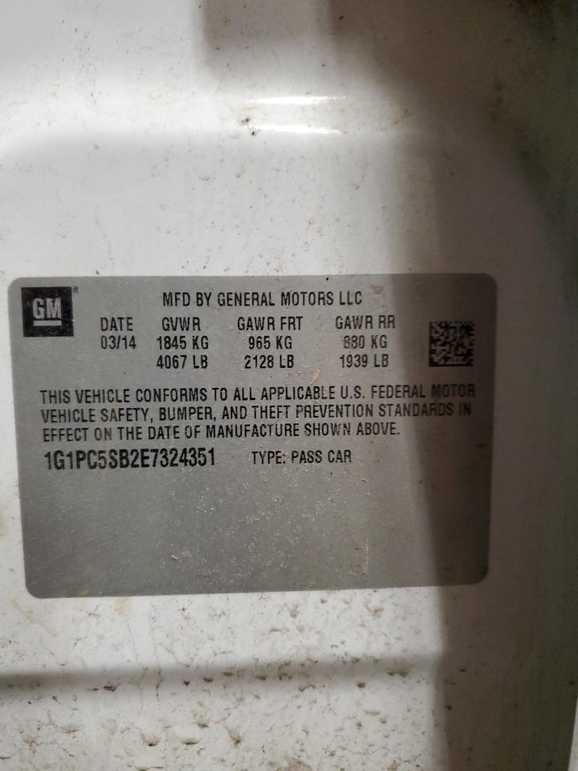 GM
MFD BY GENERAL MOTORS LLC
DATE GVWR GAWR FRT GAWR RR
03/14 1845 KG 965 KG 880 KG
4067 LB 2128 LB 1939 LB
THIS VEHICLE CONFORMS TO ALL APPLICABLE U.S. FEDERAL MOTOR
VEHICLE SAFETY, BUMPER, AND THEFT PREVENTION STANDARDS IN
EFFECT ON THE DATE OF MANUFACTURE SHOWN ABOVE.
1G1PC5SB2E7324351 TYPE: PASS CAR